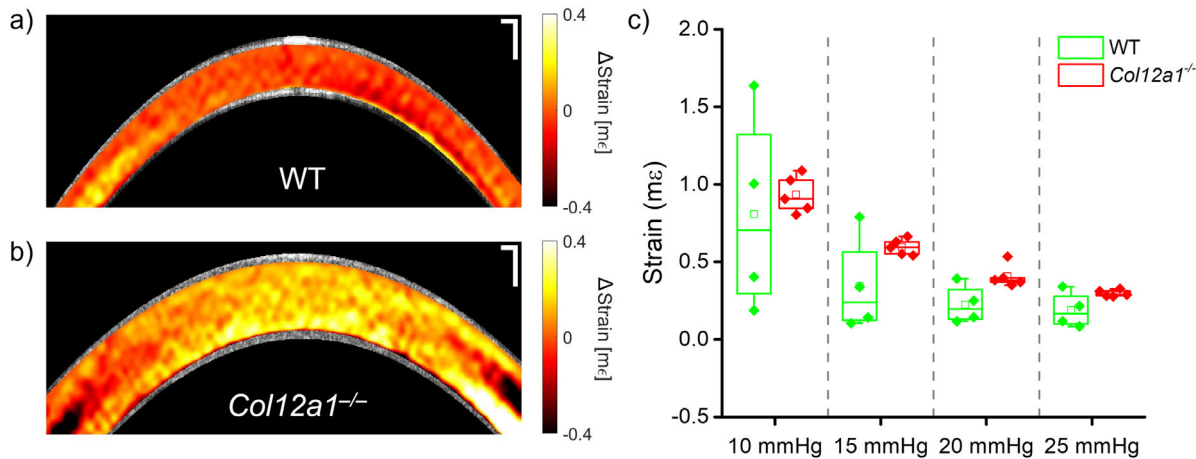 a)
0.4
0
-0.4
ΔStrain [mϵ]
WT
b)
0.4
0
-0.4
ΔStrain [mϵ]
Col12a1⁻/⁻
c)
2.0
1.5
1.0
0.5
0.0
-0.5
Strain (mε)
WT
Col12a1⁻/⁻
10 mmHg 15 mmHg 20 mmHg 25 mmHg